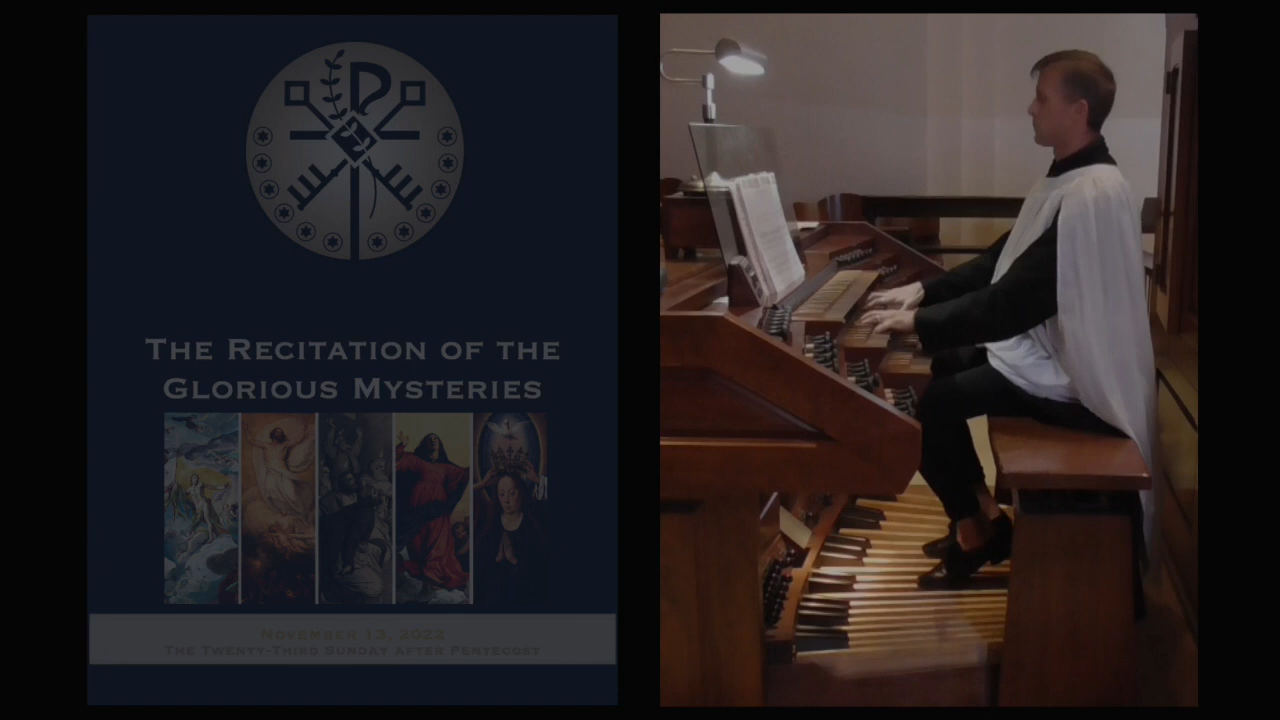 The Recitation of the
Glorious Mysteries
November 13, 2022
The Twenty-Third Sunday after Pentecost